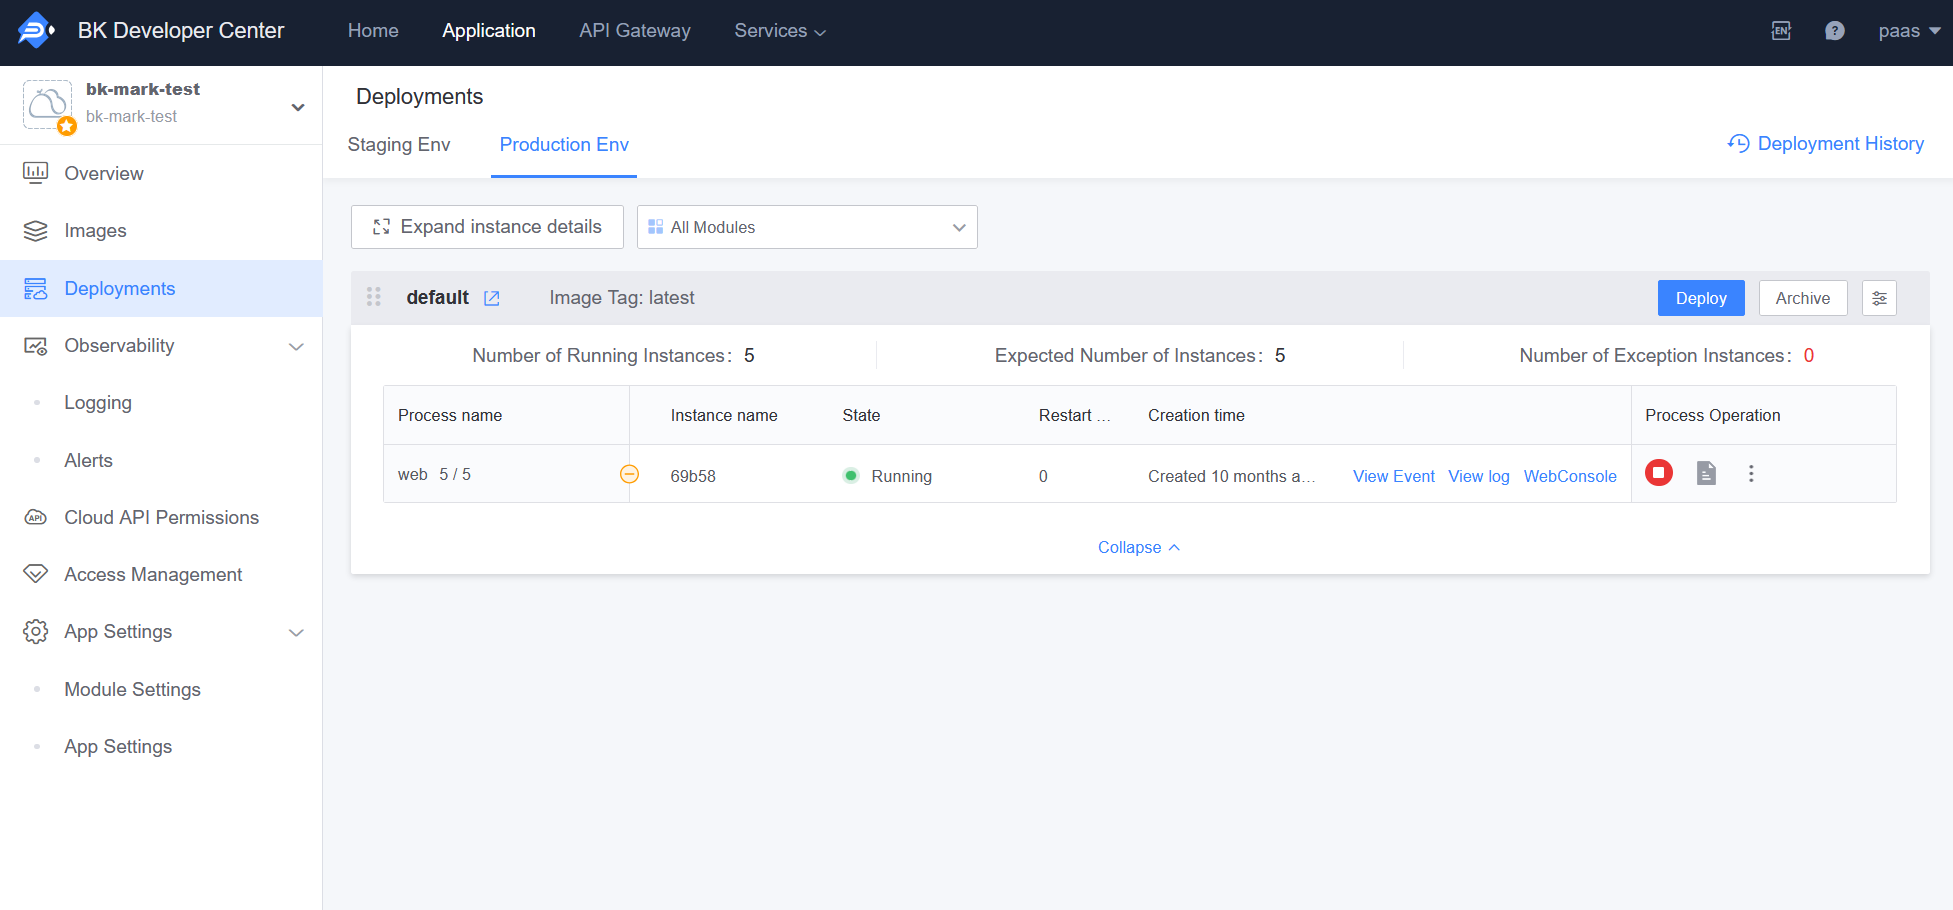 BK Developer Center
Home
Application
API Gateway
Services
EN
?
paas
bk-mark-test
bk-mark-test
Overview
Images
Deployments
Observability
Logging
Alerts
API
Cloud API Permissions
Access Management
App Settings
Module Settings
App Settings
Deployments
Staging Env
Production Env
Deployment History
Expand instance details
All Modules
default
Image Tag: latest
Deploy
Archive
Number of Running Instances: 5
Expected Number of Instances: 5
Number of Exception Instances: 0
Process name
Instance name
State
Restart ...
Creation time
Process Operation
web 5 / 5
69b58
Running
0
Created 10 months a...
View Event
View log
WebConsole
Collapse